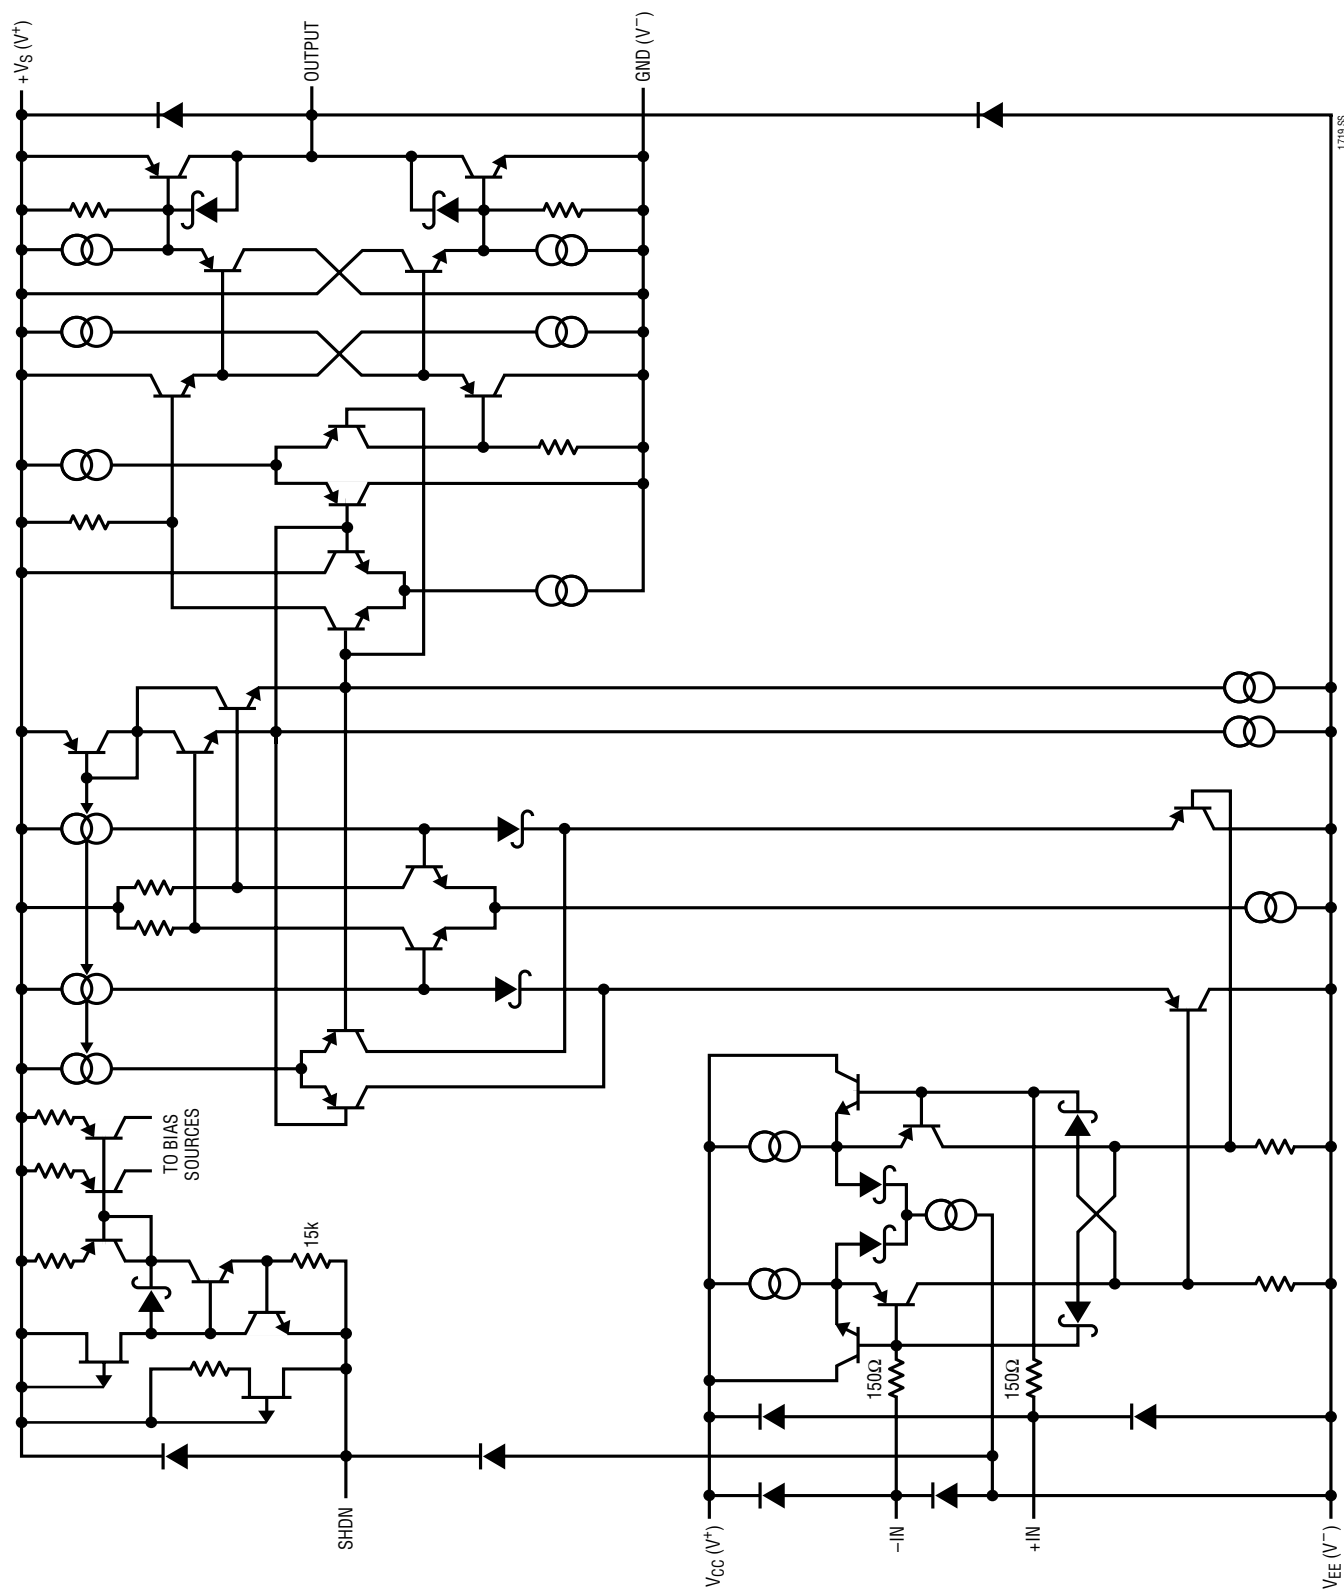 +VS (V+)
OUTPUT
GND (V−)
1719 SS
TO BIAS
SOURCES
15k
150Ω
150Ω
SHDN
VCC (V+)
–IN
+IN
VEE (V−)